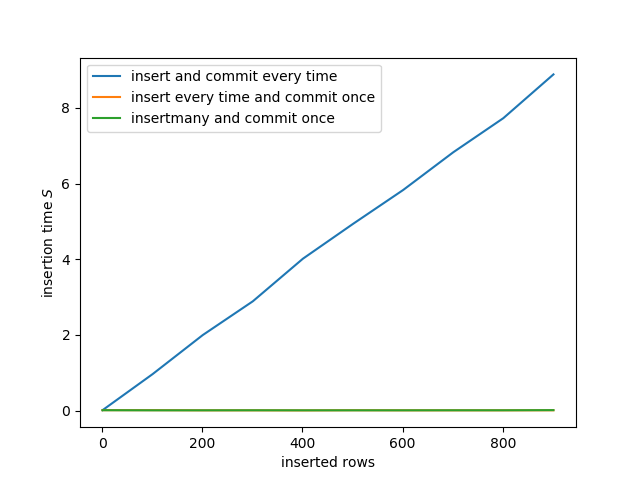 insert and commit every time
insert every time and commit once
insertmany and commit once
8
6
4
2
0
insertion time S
0 200 400 600 800
inserted rows